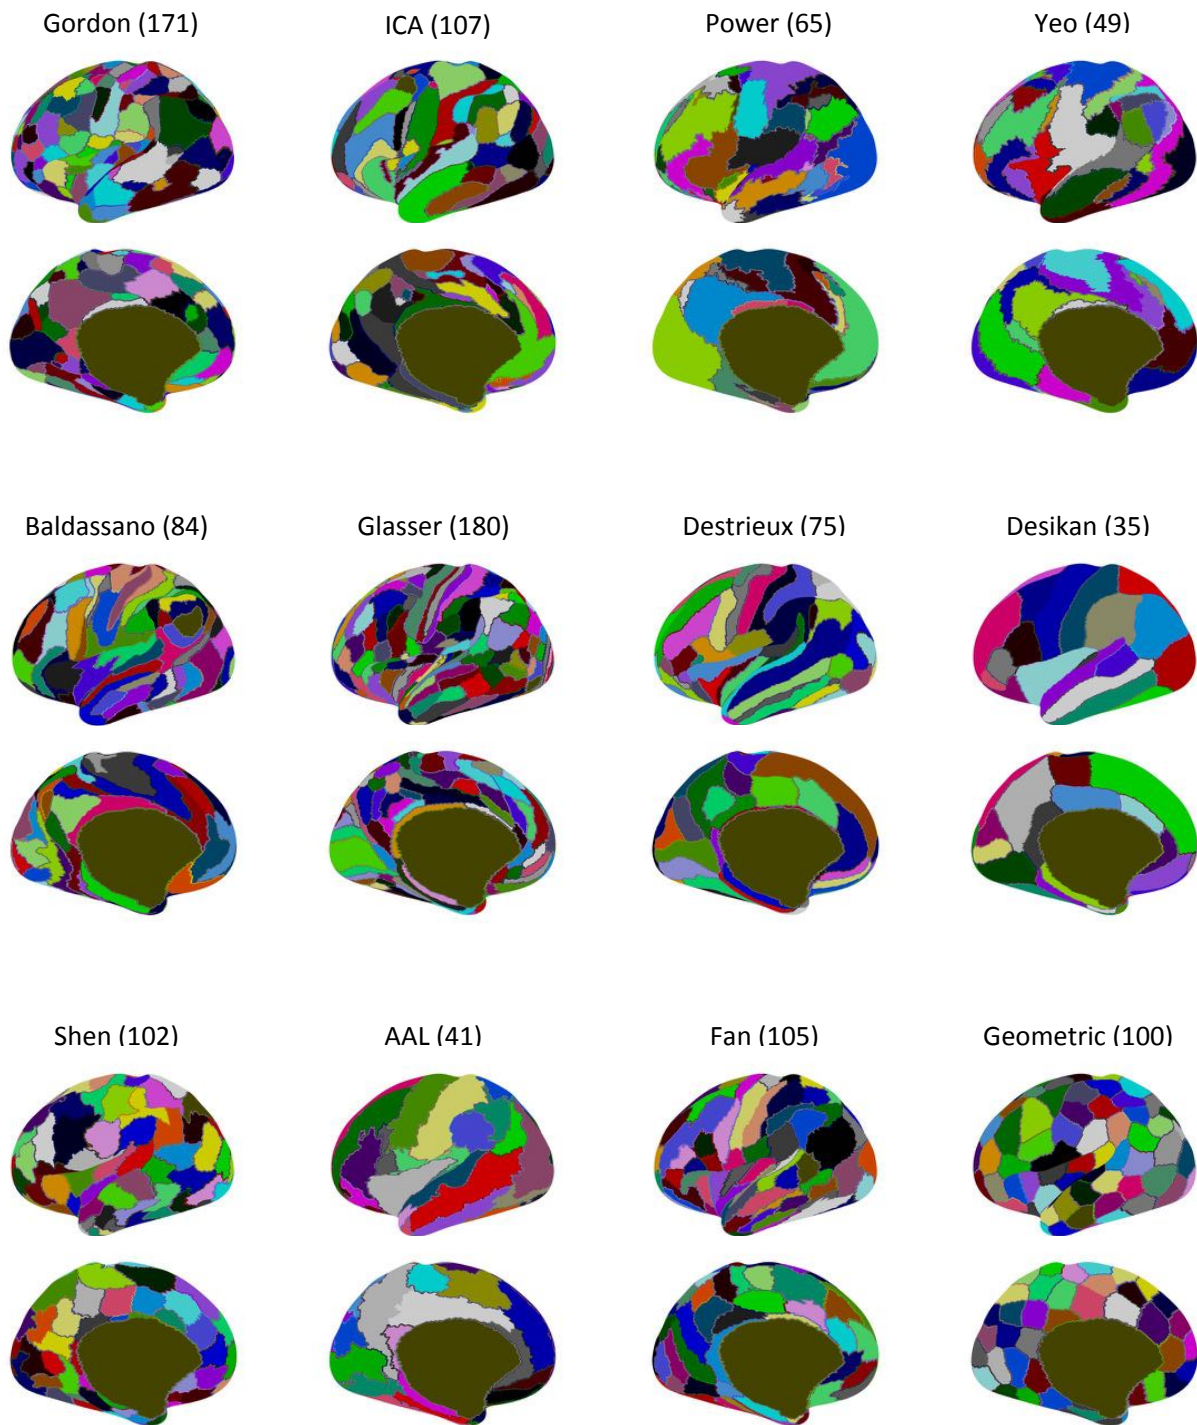 Gordon (171) ICA (107) Power (65) Yeo (49)
Baldassano (84) Glasser (180) Destrieux (75) Desikan (35)
Shen (102) AAL (41) Fan (105) Geometric (100)